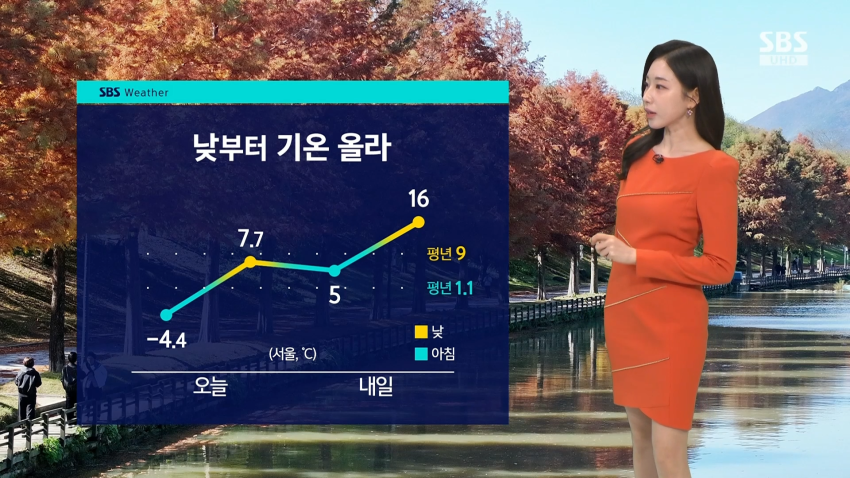 SBS
UHD
SBS Weather
낮부터 기온 올라
16
7.7
평년 9
5
평년 1.1
-4.4
낮
(서울, ℃)
아침
오늘
내일